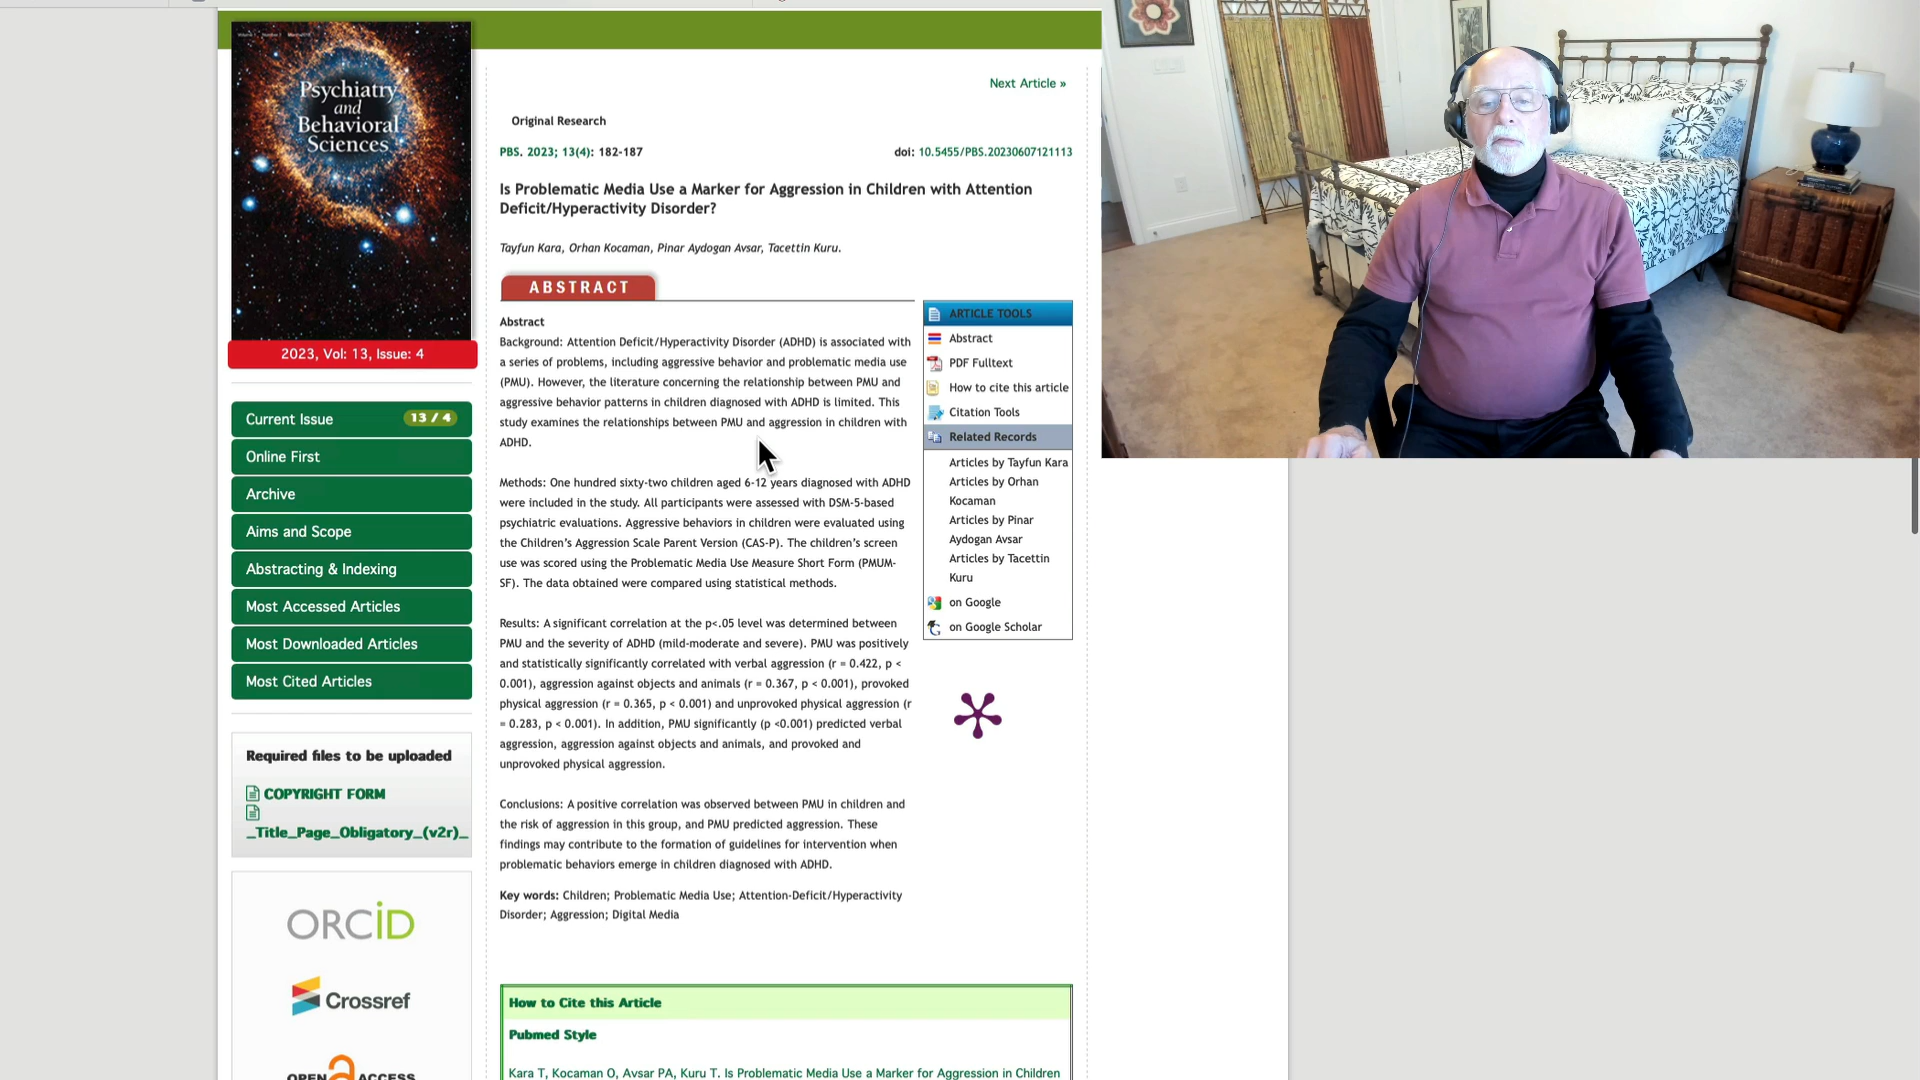 Psychiatry
and
Behavioral
Sciences
2023, Vol: 13, Issue: 4
Current Issue
13 / 4
Online First
Archive
Aims and Scope
Abstracting & Indexing
Most Accessed Articles
Most Downloaded Articles
Most Cited Articles
Required files to be uploaded
COPYRIGHT FORM
_Title_Page_Obligatory_(v2r)_
ORCiD
Crossref
OPEN ACCESS
Next Article »
Original Research
PBS. 2023; 13(4): 182-187
doi: 10.5455/PBS.20230607121113
Is Problematic Media Use a Marker for Aggression in Children with Attention
Deficit/Hyperactivity Disorder?
Tayfun Kara, Orhan Kocaman, Pinar Aydogan Avsar, Tacettin Kuru.
ABSTRACT
Abstract
Background: Attention Deficit/Hyperactivity Disorder (ADHD) is associated with
a series of problems, including aggressive behavior and problematic media use
(PMU). However, the literature concerning the relationship between PMU and
aggressive behavior patterns in children diagnosed with ADHD is limited. This
study examines the relationships between PMU and aggression in children with
ADHD.
Methods: One hundred sixty-two children aged 6-12 years diagnosed with ADHD
were included in the study. All participants were assessed with DSM-5-based
psychiatric evaluations. Aggressive behaviors in children were evaluated using
the Children's Aggression Scale Parent Version (CAS-P). The children's screen
use was scored using the Problematic Media Use Measure Short Form (PMUM-
SF). The data obtained were compared using statistical methods.
Results: A significant correlation at the p<.05 level was determined between
PMU and the severity of ADHD (mild-moderate and severe). PMU was positively
and statistically significantly correlated with verbal aggression (r = 0.422, p <
0.001), aggression against objects and animals (r = 0.367, p < 0.001), provoked
physical aggression (r = 0.365, p < 0.001) and unprovoked physical aggression (r
= 0.283, p < 0.001). In addition, PMU significantly (p <0.001) predicted verbal
aggression, aggression against objects and animals, and provoked and
unprovoked physical aggression.
Conclusions: A positive correlation was observed between PMU in children and
the risk of aggression in this group, and PMU predicted aggression. These
findings may contribute to the formation of guidelines for intervention when
problematic behaviors emerge in children diagnosed with ADHD.
Key words: Children; Problematic Media Use; Attention-Deficit/Hyperactivity
Disorder; Aggression; Digital Media
ARTICLE TOOLS
Abstract
PDF Fulltext
How to cite this article
Citation Tools
Related Records
Articles by Tayfun Kara
Articles by Orhan
Kocaman
Articles by Pinar
Aydogan Avsar
Articles by Tacettin
Kuru
on Google
on Google Scholar
How to Cite this Article
Pubmed Style
Kara T, Kocaman O, Avsar PA, Kuru T. Is Problematic Media Use a Marker for Aggression in Children